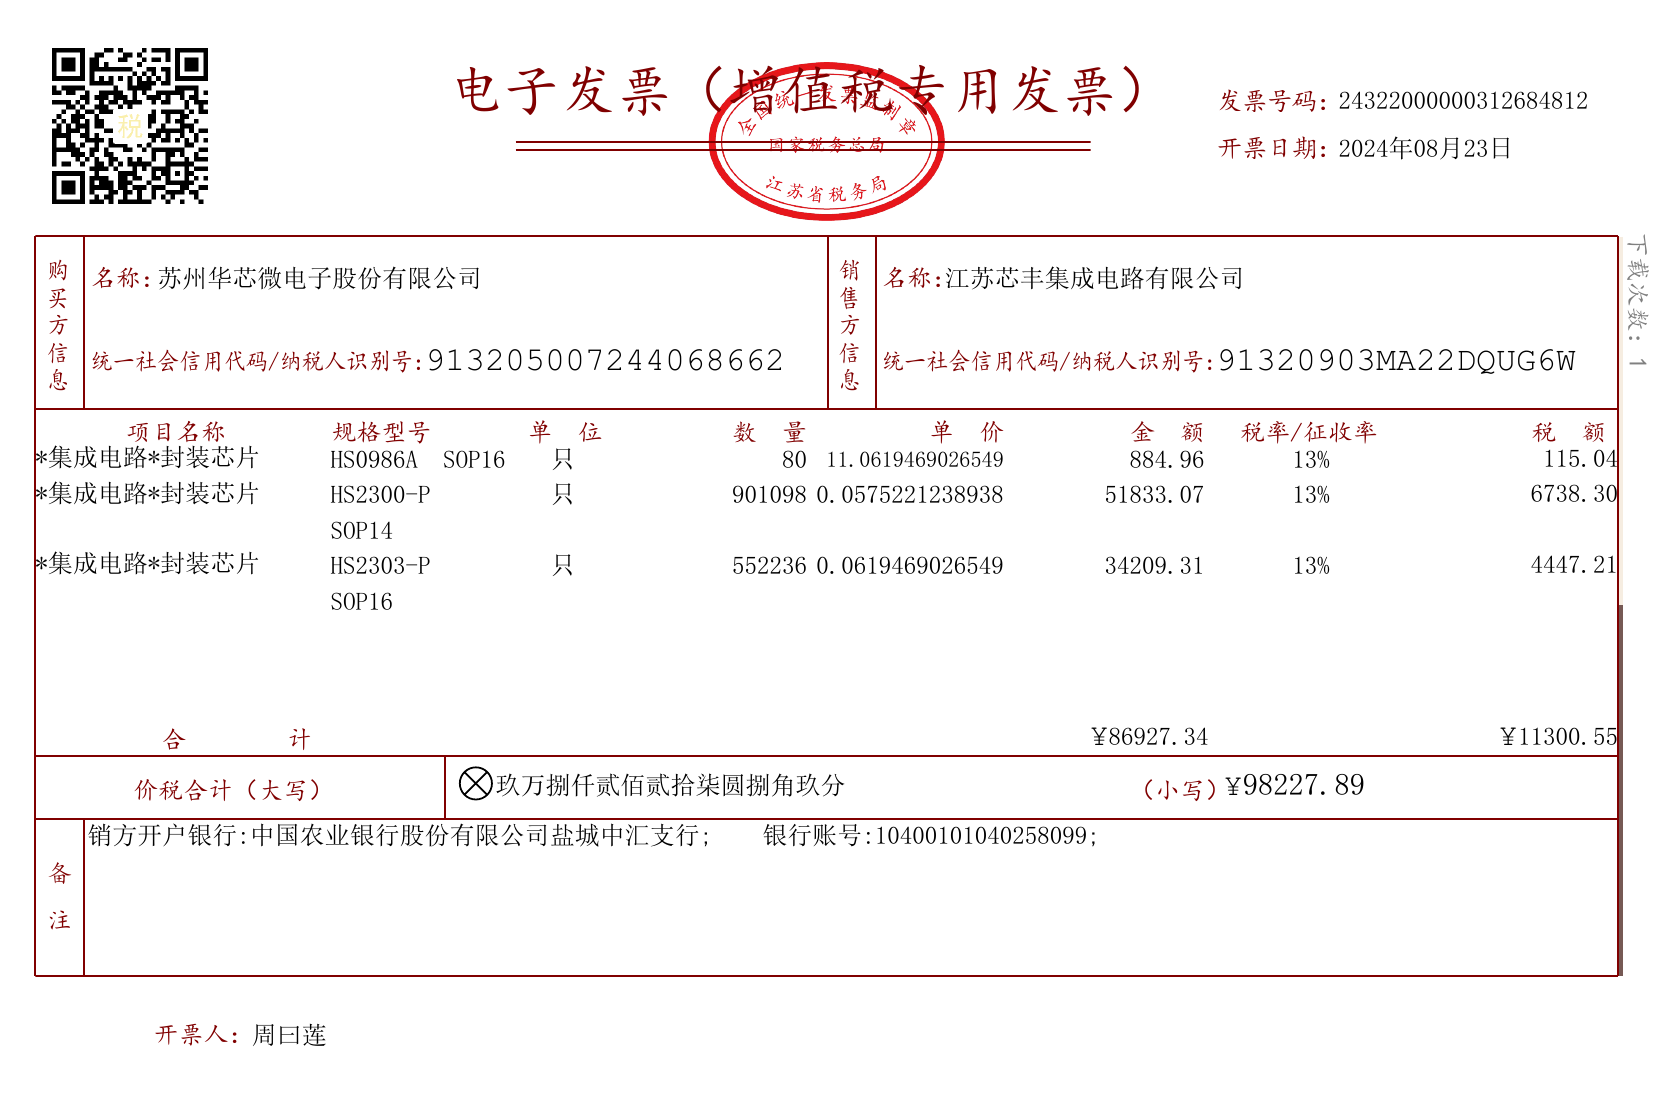 电子发票（增值税专用发票）
税
全国统一发票监制章
国家税务总局
江苏省税务局
发票号码：24322000000312684812
开票日期：2024年08月23日
下载次数：1
购买方信息
名称：苏州华芯微电子股份有限公司
统一社会信用代码/纳税人识别号：913205007244068662
销售方信息
名称：江苏芯丰集成电路有限公司
统一社会信用代码/纳税人识别号：91320903MA22DQUG6W
项目名称 规格型号 单位 数量 单价 金额 税率/征收率 税额
*集成电路*封装芯片 HS0986A SOP16 只 80 11.0619469026549 884.96 13% 115.04
*集成电路*封装芯片 HS2300-P 只 901098 0.0575221238938 51833.07 13% 6738.30
SOP14
*集成电路*封装芯片 HS2303-P 只 552236 0.0619469026549 34209.31 13% 4447.21
SOP16
合计 ¥86927.34 ¥11300.55
价税合计（大写） 玖万捌仟贰佰贰拾柒圆捌角玖分 （小写）¥98227.89
备注
销方开户银行:中国农业银行股份有限公司盐城中汇支行; 银行账号:10400101040258099;
开票人：周曰莲